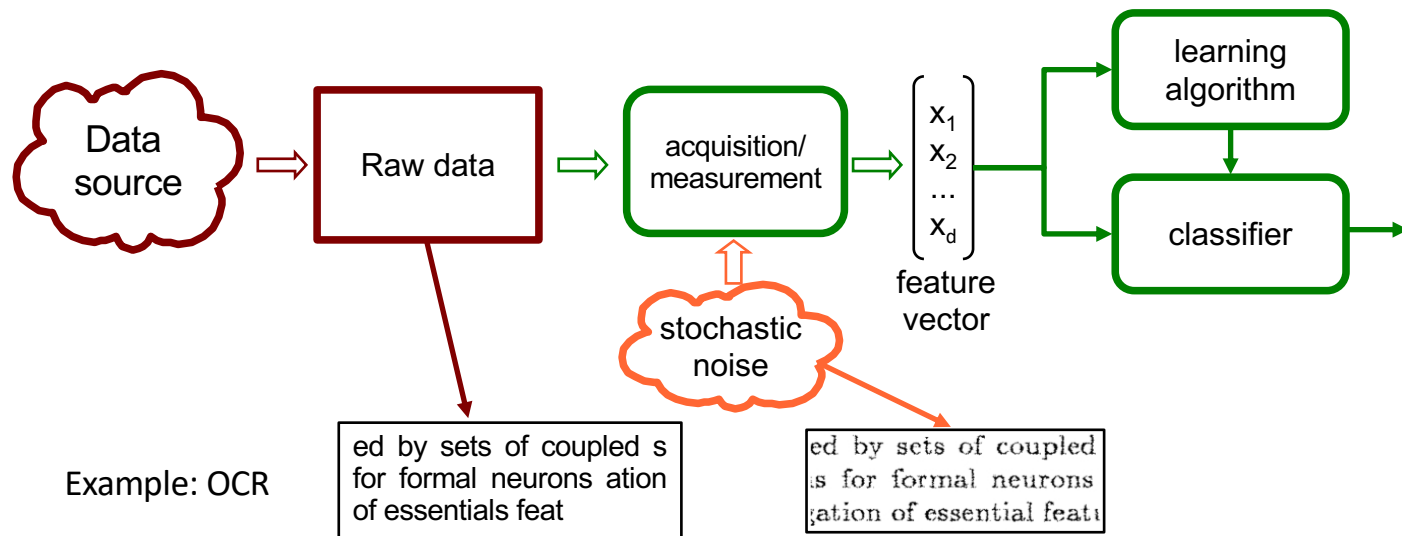 Data
source
Raw data
acquisition/
measurement
x1
x2
...
xd
feature
vector
learning
algorithm
classifier
stochastic
noise
Example: OCR
ed by sets of coupled s
for formal neurons ation
of essentials feat
ed by sets of coupled
s for formal neurons
gation of essential featu